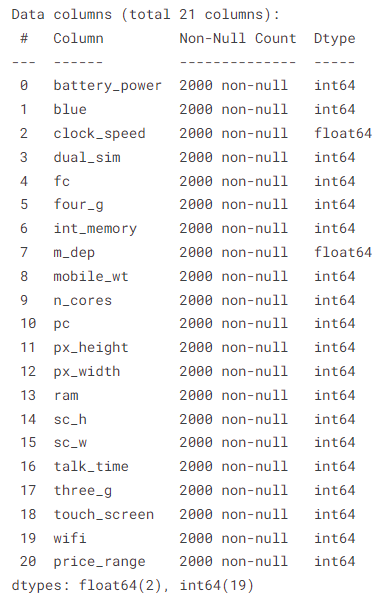 Data columns (total 21 columns):
 #   Column         Non-Null Count  Dtype
---  ------         --------------  -----
 0   battery_power  2000 non-null   int64
 1   blue           2000 non-null   int64
 2   clock_speed    2000 non-null   float64
 3   dual_sim       2000 non-null   int64
 4   fc             2000 non-null   int64
 5   four_g         2000 non-null   int64
 6   int_memory     2000 non-null   int64
 7   m_dep          2000 non-null   float64
 8   mobile_wt      2000 non-null   int64
 9   n_cores        2000 non-null   int64
 10  pc             2000 non-null   int64
 11  px_height      2000 non-null   int64
 12  px_width       2000 non-null   int64
 13  ram            2000 non-null   int64
 14  sc_h           2000 non-null   int64
 15  sc_w           2000 non-null   int64
 16  talk_time      2000 non-null   int64
 17  three_g        2000 non-null   int64
 18  touch_screen   2000 non-null   int64
 19  wifi           2000 non-null   int64
 20  price_range    2000 non-null   int64
dtypes: float64(2), int64(19)